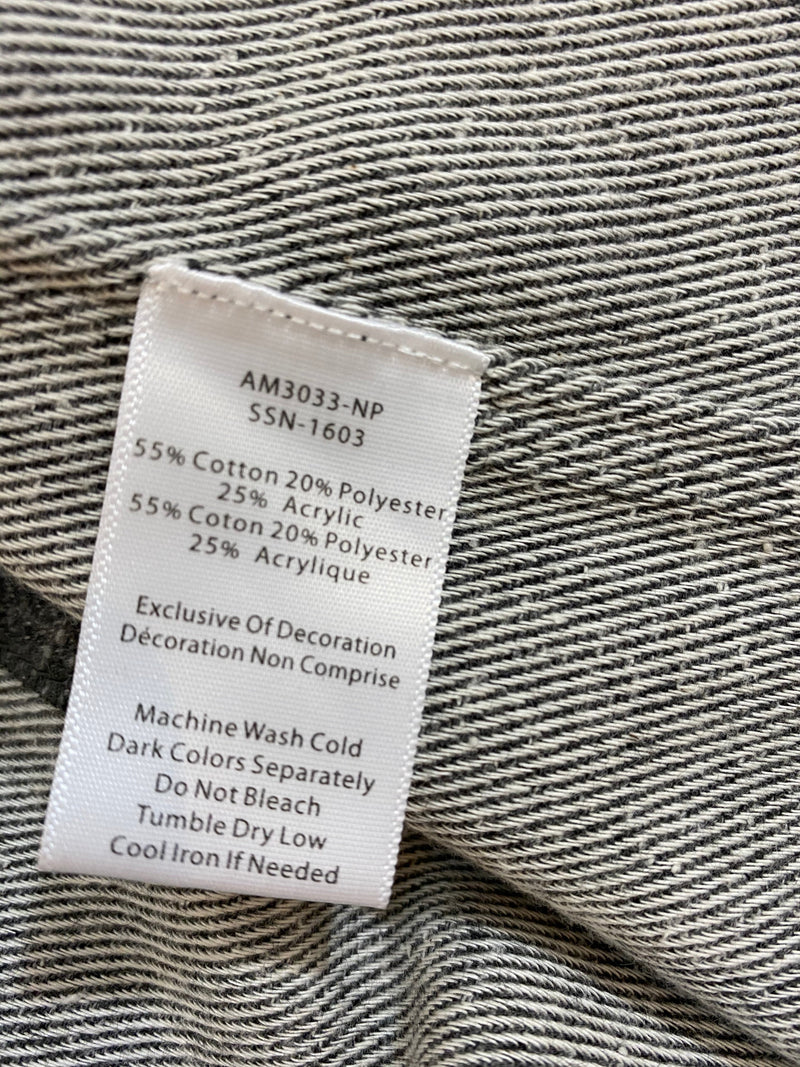 AM3033-NP
SSN-1603
55% Cotton 20% Polyester
25% Acrylic
55% Coton 20% Polyester
25% Acrylique
Exclusive Of Decoration
Décoration Non Comprise
Machine Wash Cold
Dark Colors Separately
Do Not Bleach
Tumble Dry Low
Cool Iron If Needed